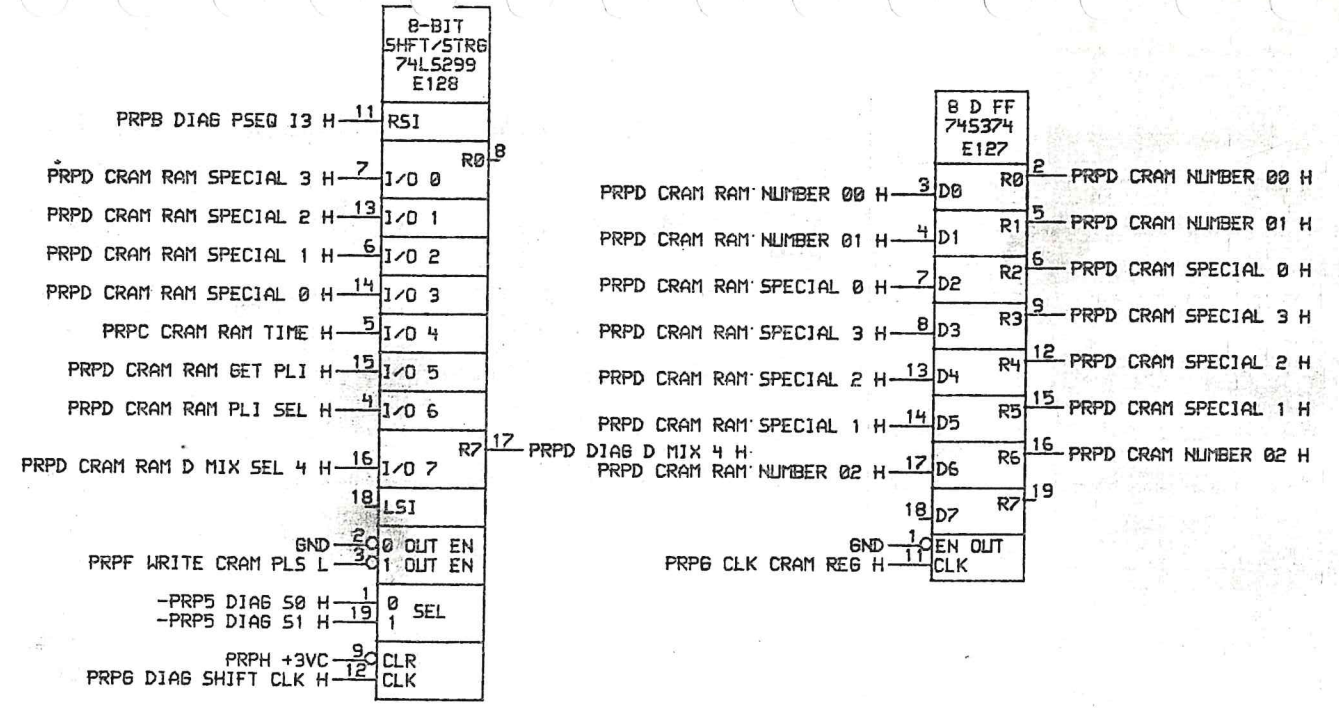 8-BIT
SHFT/STRG
74LS299
E128
PRPB DIAG PSEQ I3 H 11 RSI
R0 8
PRPD CRAM RAM SPECIAL 3 H 7 I/O 0
PRPD CRAM RAM SPECIAL 2 H 13 I/O 1
PRPD CRAM RAM SPECIAL 1 H 6 I/O 2
PRPD CRAM RAM SPECIAL 0 H 14 I/O 3
PRPC CRAM RAM TIME H 5 I/O 4
PRPD CRAM RAM GET PLI H 15 I/O 5
PRPD CRAM RAM PLI SEL H 4 I/O 6
R7 17 PRPD DIAG D MIX 4 H
PRPD CRAM RAM D MIX SEL 4 H 16 I/O 7
18 LSI
GND 2 0 OUT EN
PRPF WRITE CRAM PLS L 3 1 OUT EN
-PRP5 DIAG S0 H 1 0 SEL
-PRP5 DIAG S1 H 19 1
PRPH +3VC 9 CLR
PRPG DIAG SHIFT CLK H 12 CLK
8 D FF
74S374
E127
PRPD CRAM RAM NUMBER 00 H 3 D0 R0 2 PRPD CRAM NUMBER 00 H
PRPD CRAM RAM NUMBER 01 H 4 D1 R1 5 PRPD CRAM NUMBER 01 H
PRPD CRAM RAM SPECIAL 0 H 7 D2 R2 6 PRPD CRAM SPECIAL 0 H
PRPD CRAM RAM SPECIAL 3 H 8 D3 R3 9 PRPD CRAM SPECIAL 3 H
PRPD CRAM RAM SPECIAL 2 H 13 D4 R4 12 PRPD CRAM SPECIAL 2 H
PRPD CRAM RAM SPECIAL 1 H 14 D5 R5 15 PRPD CRAM SPECIAL 1 H
PRPD CRAM RAM NUMBER 02 H 17 D6 R6 16 PRPD CRAM NUMBER 02 H
18 D7 R7 19
GND 1 EN OUT
PRPG CLK CRAM REG H 11 CLK